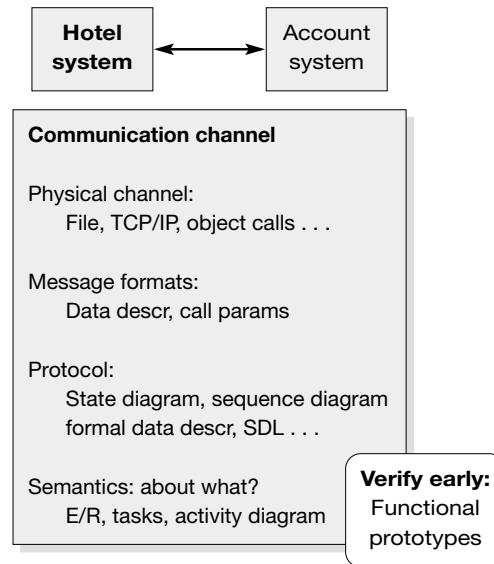 Hotel
system
Account
system
Communication channel
Physical channel:
File, TCP/IP, object calls . . .
Message formats:
Data descr, call params
Protocol:
State diagram, sequence diagram
formal data descr, SDL . . .
Semantics: about what?
E/R, tasks, activity diagram
Verify early:
Functional
prototypes